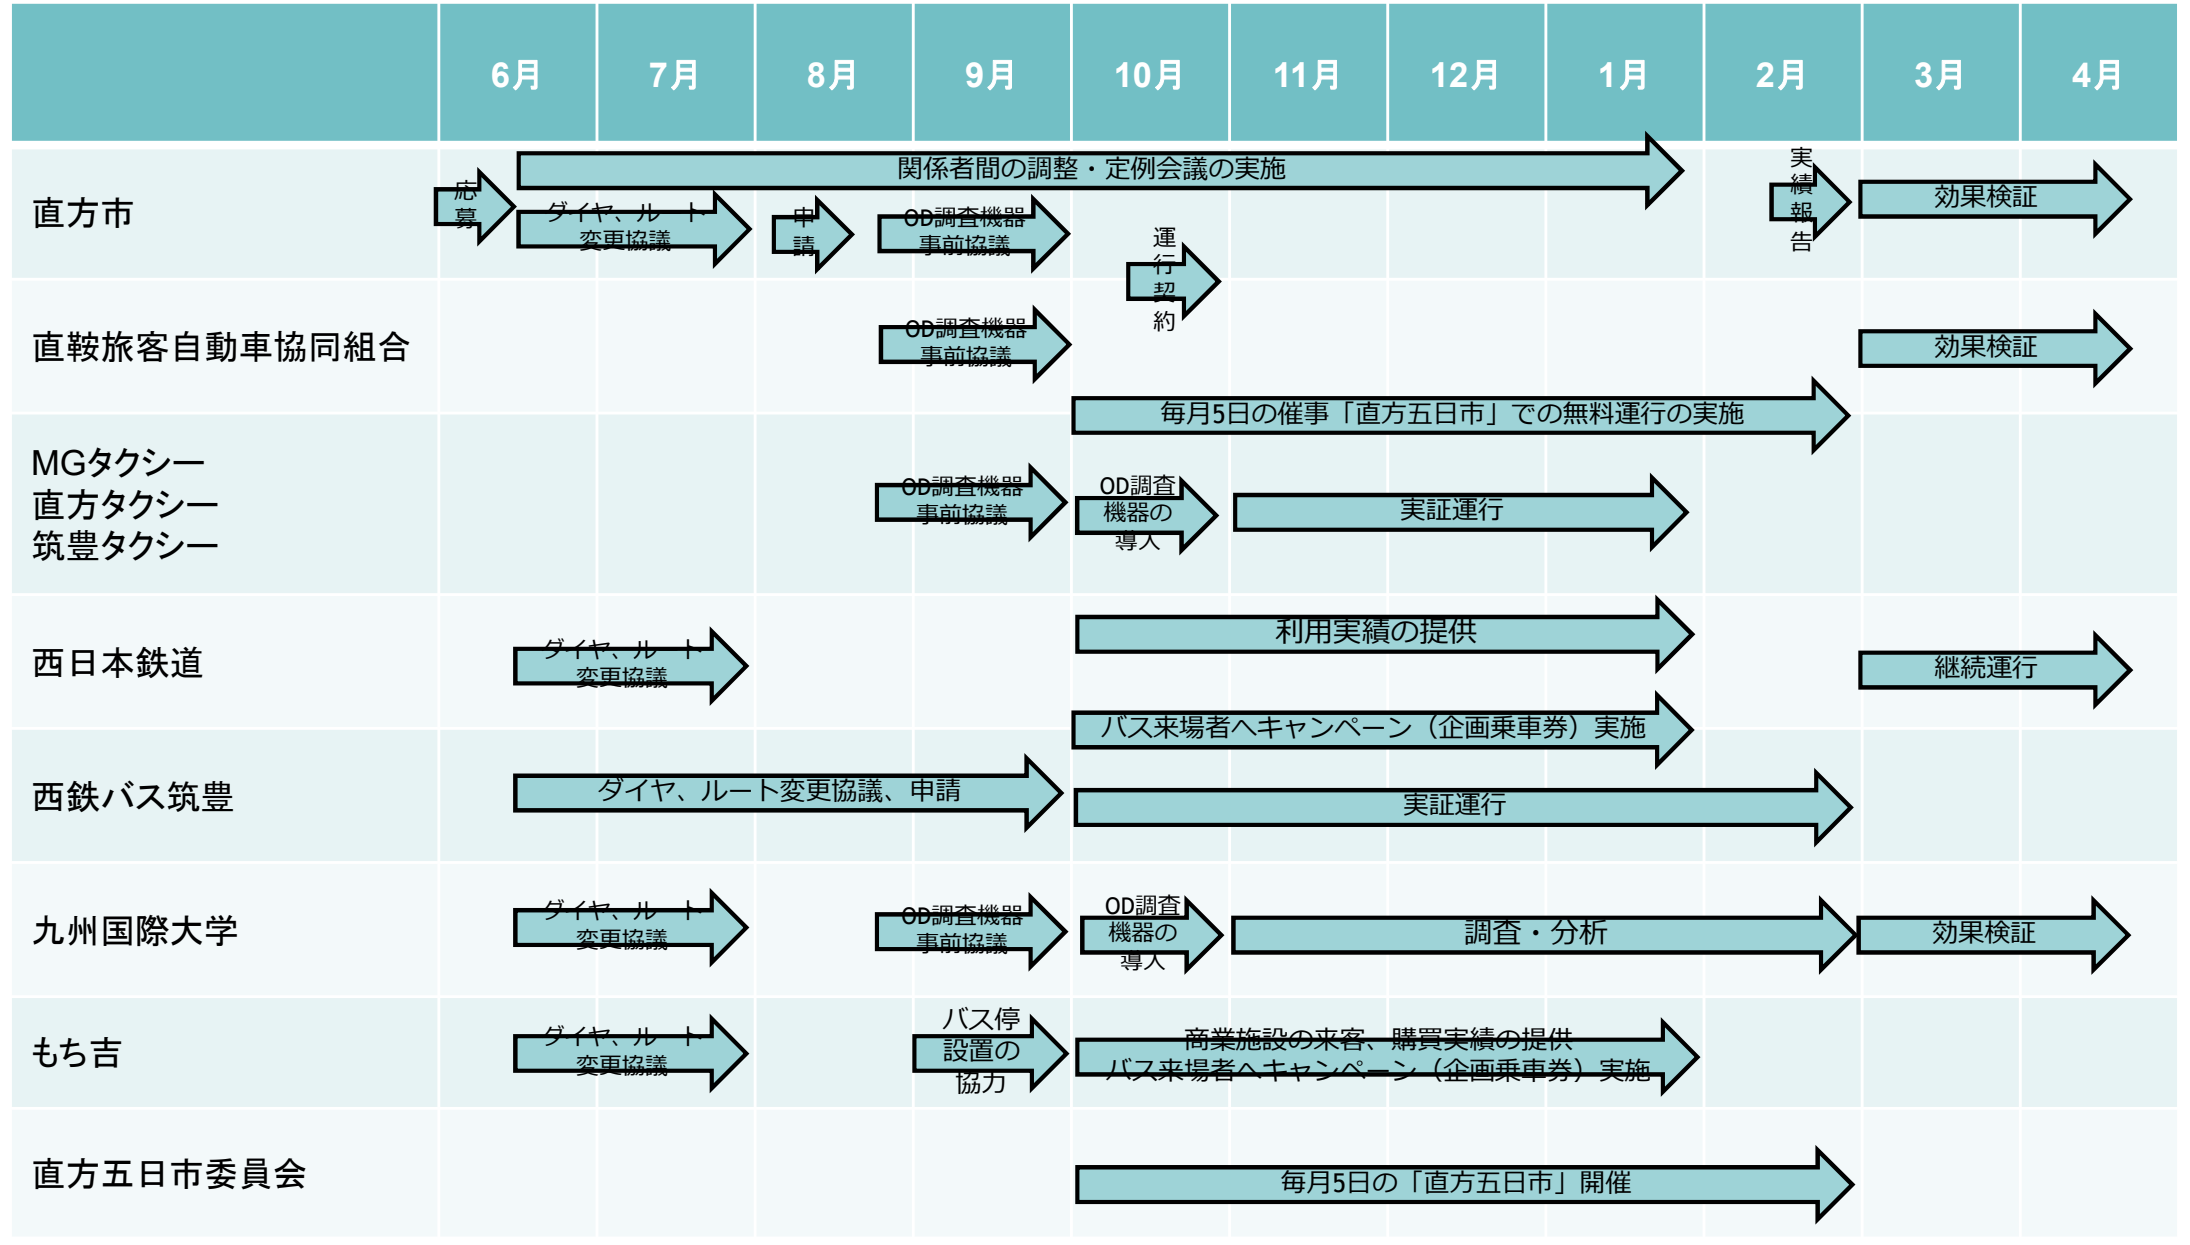 6月
7月
8月
9月
10月
11月
12月
1月
2月
3月
4月
直方市
応
募
関係者間の調整・定例会議の実施
ダイヤ、ルート
変更協議
申
請
OD調査機器
事前協議
運
行
契
約
実
績
報
告
効果検証
直鞍旅客自動車協同組合
OD調査機器
事前協議
効果検証
毎月5日の催事「直方五日市」での無料運行の実施
MGタクシー
直方タクシー
筑豊タクシー
OD調査機器
事前協議
OD調査
機器の
導入
実証運行
西日本鉄道
ダイヤ、ルート
変更協議
利用実績の提供
継続運行
バス来場者へキャンペーン（企画乗車券）実施
西鉄バス筑豊
ダイヤ、ルート変更協議、申請
実証運行
九州国際大学
ダイヤ、ルート
変更協議
OD調査機器
事前協議
OD調査
機器の
導入
調査・分析
効果検証
もち吉
ダイヤ、ルート
変更協議
バス停
設置の
協力
商業施設の来客、購買実績の提供
バス来場者へキャンペーン（企画乗車券）実施
直方五日市委員会
毎月5日の「直方五日市」開催